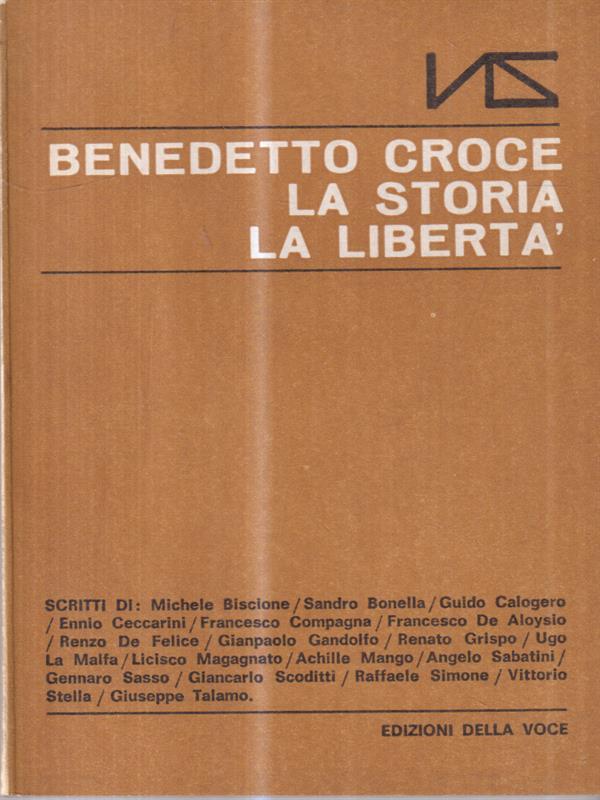 BENEDETTO CROCE
LA STORIA
LA LIBERTA'
SCRITTI DI: Michele Biscione/Sandro Bonella/Guido Calogero
/Ennio Ceccarini/Francesco Compagna/Francesco De Aloysio
/Renzo De Felice/Gianpaolo Gandolfo/Renato Grispo/Ugo
La Malfa/Licisco Magagnato/Achille Mango/Angelo Sabatini/
Gennaro Sasso/Giancarlo Scoditti/Raffaele Simone/Vittorio
Stella/Giuseppe Talamo.
EDIZIONI DELLA VOCE